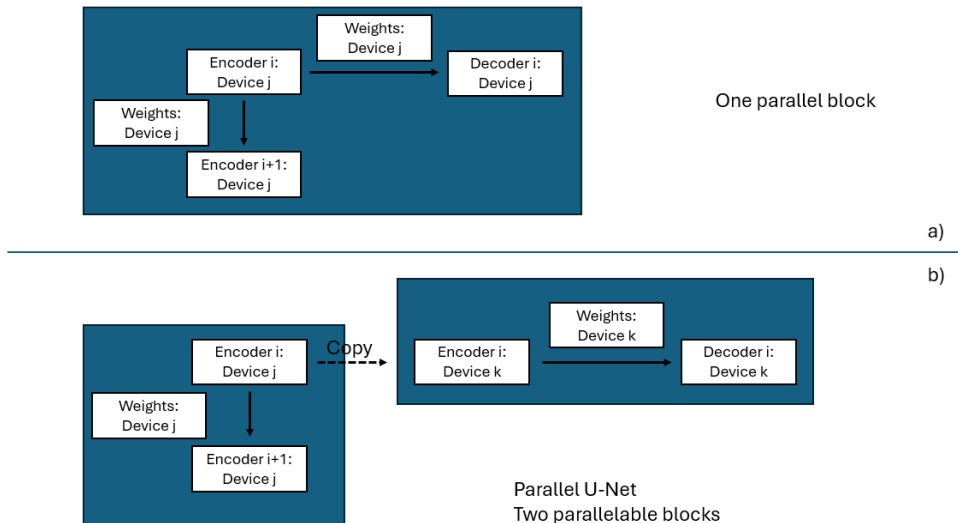 Weights:
Device j
Encoder i:
Device j
Decoder i:
Device j
Weights:
Device j
Encoder i+1:
Device j
One parallel block
a)
b)
Encoder i:
Device j
Copy
Weights:
Device k
Encoder i:
Device k
Decoder i:
Device k
Weights:
Device j
Encoder i+1:
Device j
Parallel U-Net
Two parallelable blocks